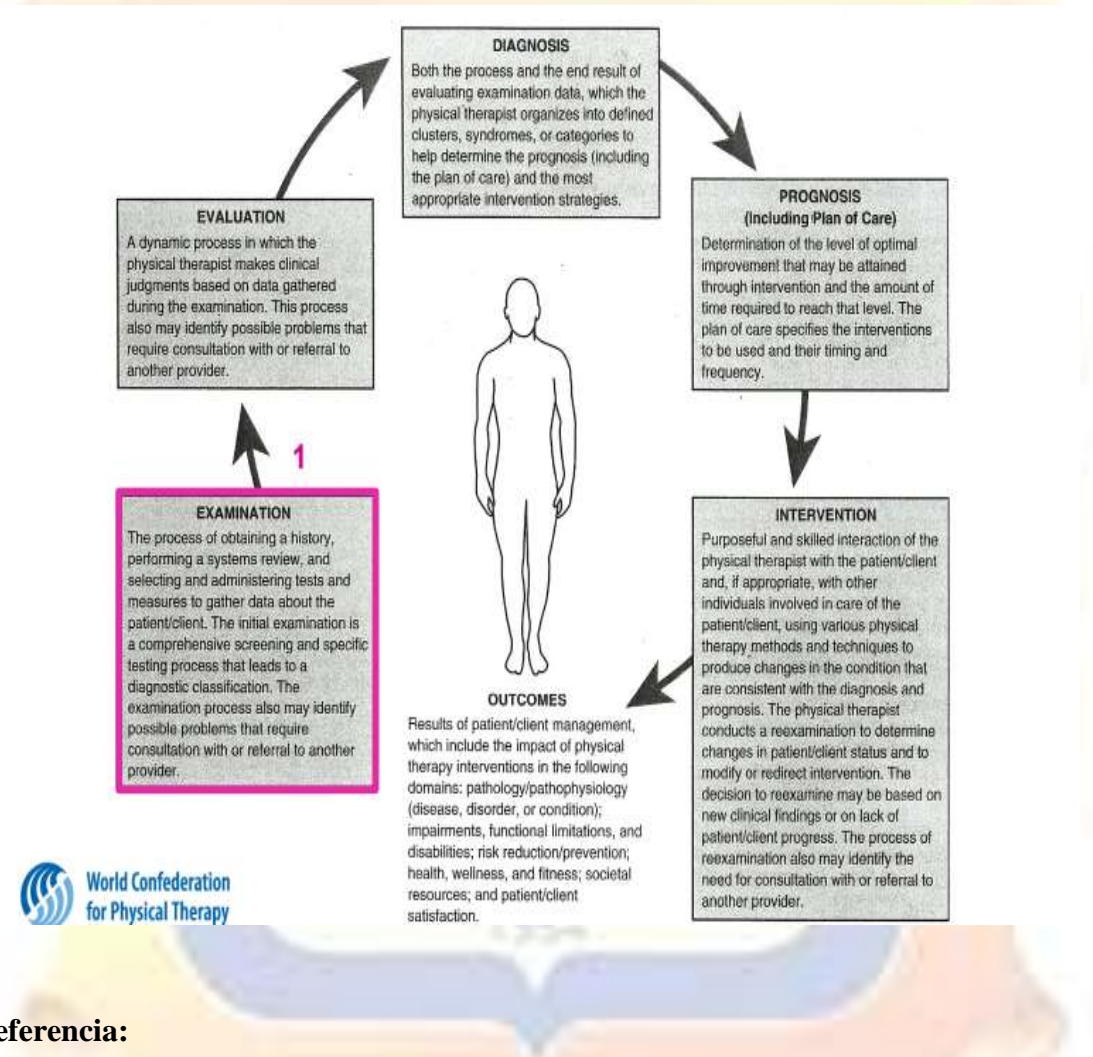 DIAGNOSIS
Both the process and the end result of
evaluating examination data, which the
physical therapist organizes into defined
clusters, syndromes, or categories to
help determine the prognosis (including
the plan of care) and the most
appropriate intervention strategies.
EVALUATION
A dynamic process in which the
physical therapist makes clinical
judgments based on data gathered
during the examination. This process
also may identify possible problems that
require consultation with or referral to
another provider.
PROGNOSIS
(Including Plan of Care)
Determination of the level of optimal
improvement that may be attained
through intervention and the amount of
time required to reach that level. The
plan of care specifies the interventions
to be used and their timing and
frequency.
1
EXAMINATION
The process of obtaining a history,
performing a systems review, and
selecting and administering tests and
measures to gather data about the
patient/client. The initial examination is
a comprehensive screening and specific
testing process that leads to a
diagnostic classification. The
examination process also may identify
possible problems that require
consultation with or referral to another
provider.
INTERVENTION
Purposeful and skilled interaction of the
physical therapist with the patient/client
and, if appropriate, with other
individuals involved in care of the
patient/client, using various physical
therapy methods and techniques to
produce changes in the condition that
are consistent with the diagnosis and
prognosis. The physical therapist
conducts a reexamination to determine
changes in patient/client status and to
modify or redirect intervention. The
decision to reexamine may be based on
new clinical findings or on lack of
patient/client progress. The process of
reexamination also may identify the
need for consultation with or referral to
another provider.
OUTCOMES
Results of patient/client management,
which include the impact of physical
therapy interventions in the following
domains: pathology/pathophysiology
(disease, disorder, or condition);
impairments, functional limitations, and
disabilities; risk reduction/prevention;
health, wellness, and fitness; societal
resources; and patient/client
satisfaction.
World Confederation
for Physical Therapy
eferencia: